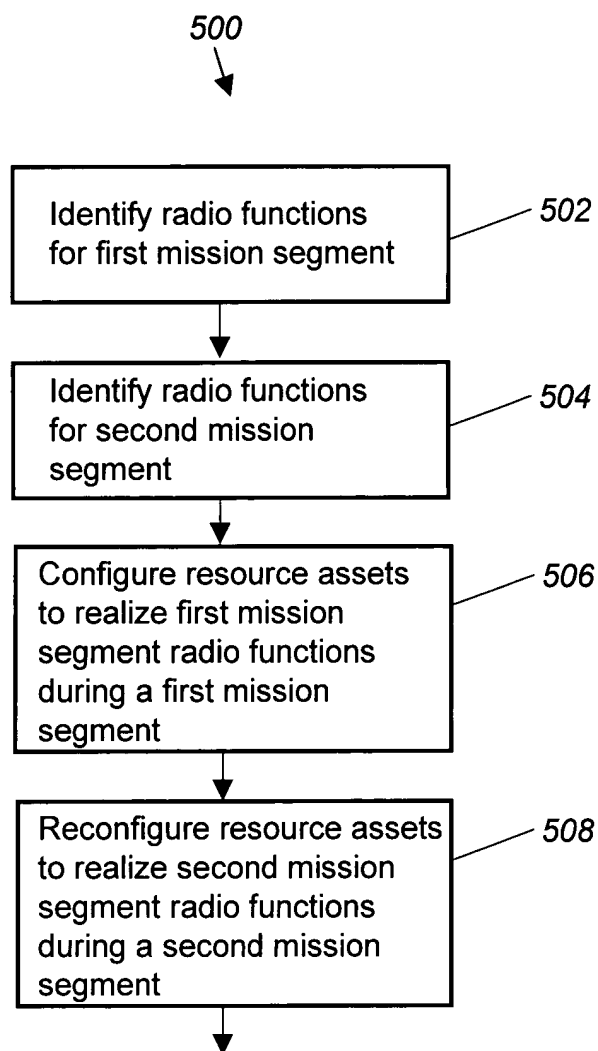 500
Identify radio functions
for first mission segment
502
Identify radio functions
for second mission
segment
504
Configure resource assets
to realize first mission
segment radio functions
during a first mission
segment
506
Reconfigure resource assets
to realize second mission
segment radio functions
during a second mission
segment
508